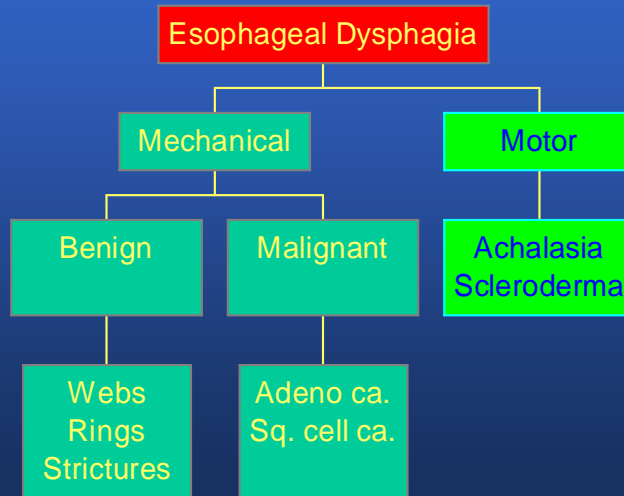 Esophageal Dysphagia
Mechanical
Motor
Benign
Malignant
Achalasia
Scleroderma
Webs
Rings
Strictures
Adeno ca.
Sq. cell ca.